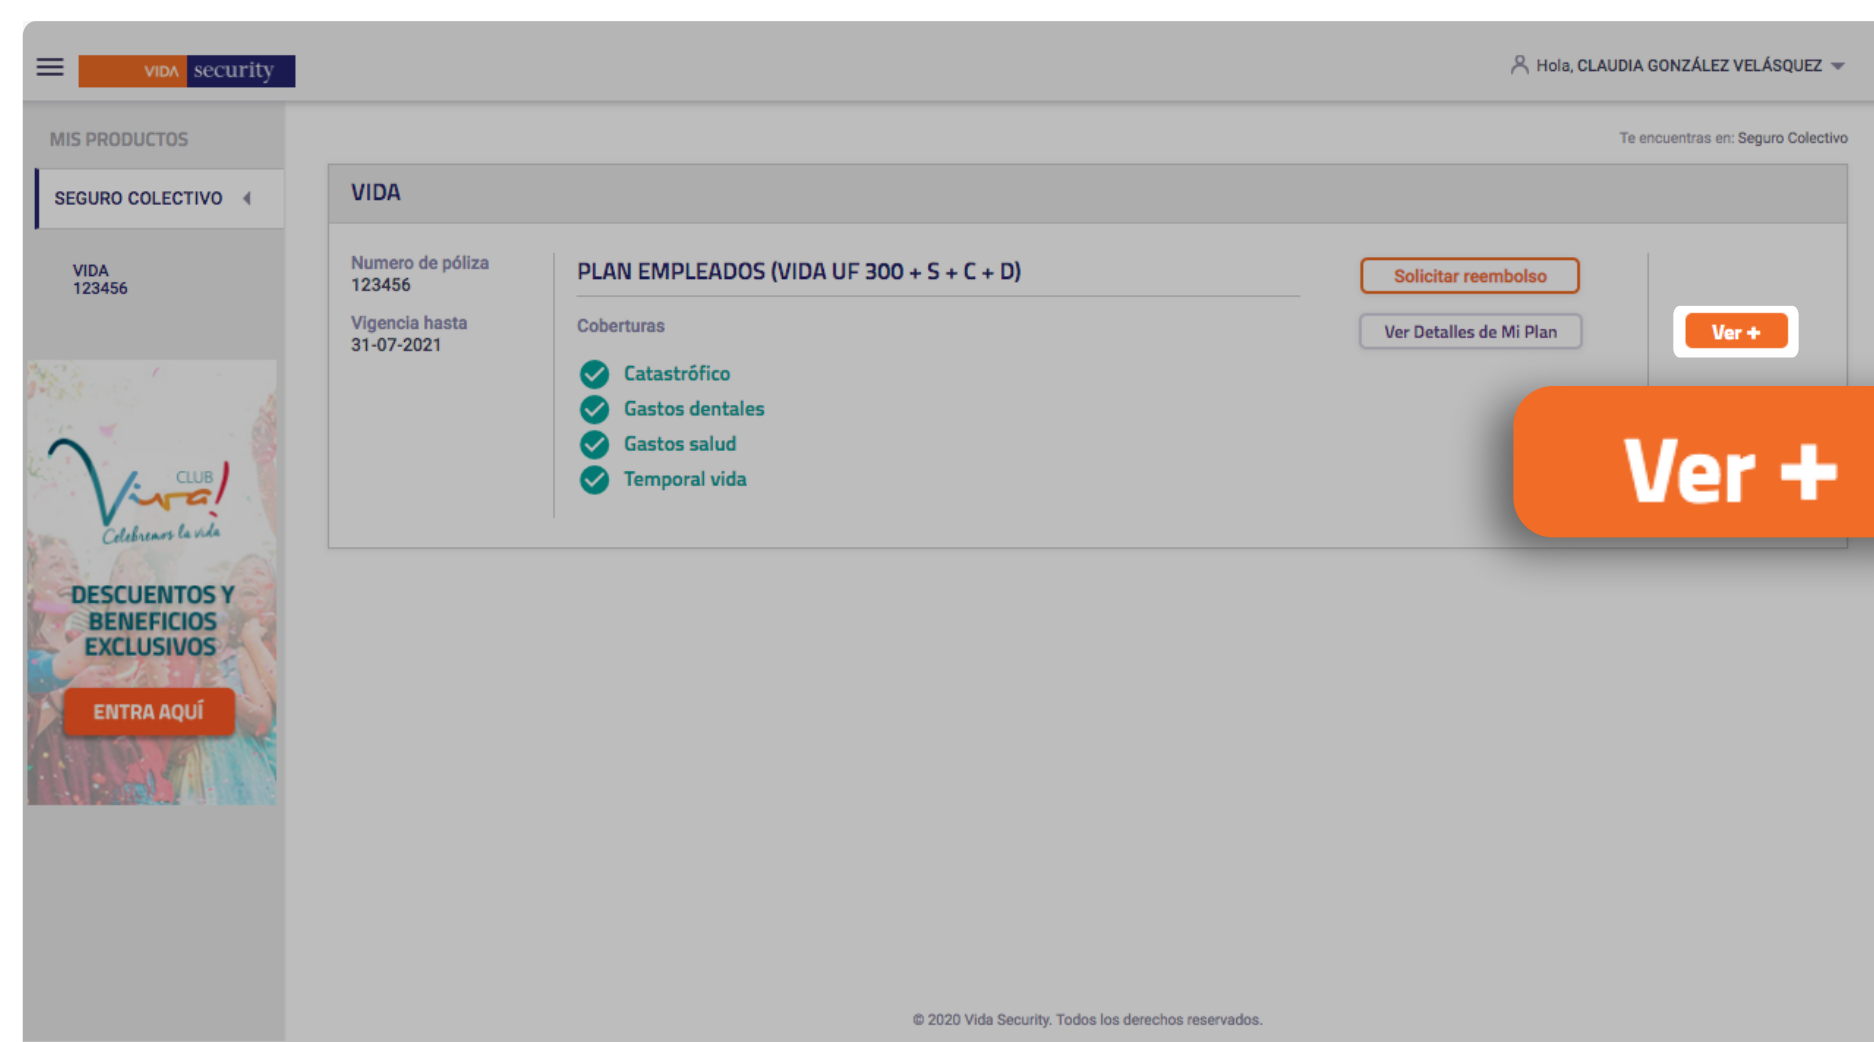 VIDA security
Hola, CLAUDIA GONZÁLEZ VELÁSQUEZ
MIS PRODUCTOS
Te encuentras en: Seguro Colectivo
SEGURO COLECTIVO
VIDA
123456
VIDA
Numero de póliza
123456
Vigencia hasta
31-07-2021
PLAN EMPLEADOS (VIDA UF 300 + S + C + D)
Coberturas
Catastrófico
Gastos dentales
Gastos salud
Temporal vida
Solicitar reembolso
Ver Detalles de Mi Plan
Ver +
Ver +
CLUB
Viva!
Celebremos la vida
DESCUENTOS Y
BENEFICIOS
EXCLUSIVOS
ENTRA AQUÍ
© 2020 Vida Security. Todos los derechos reservados.